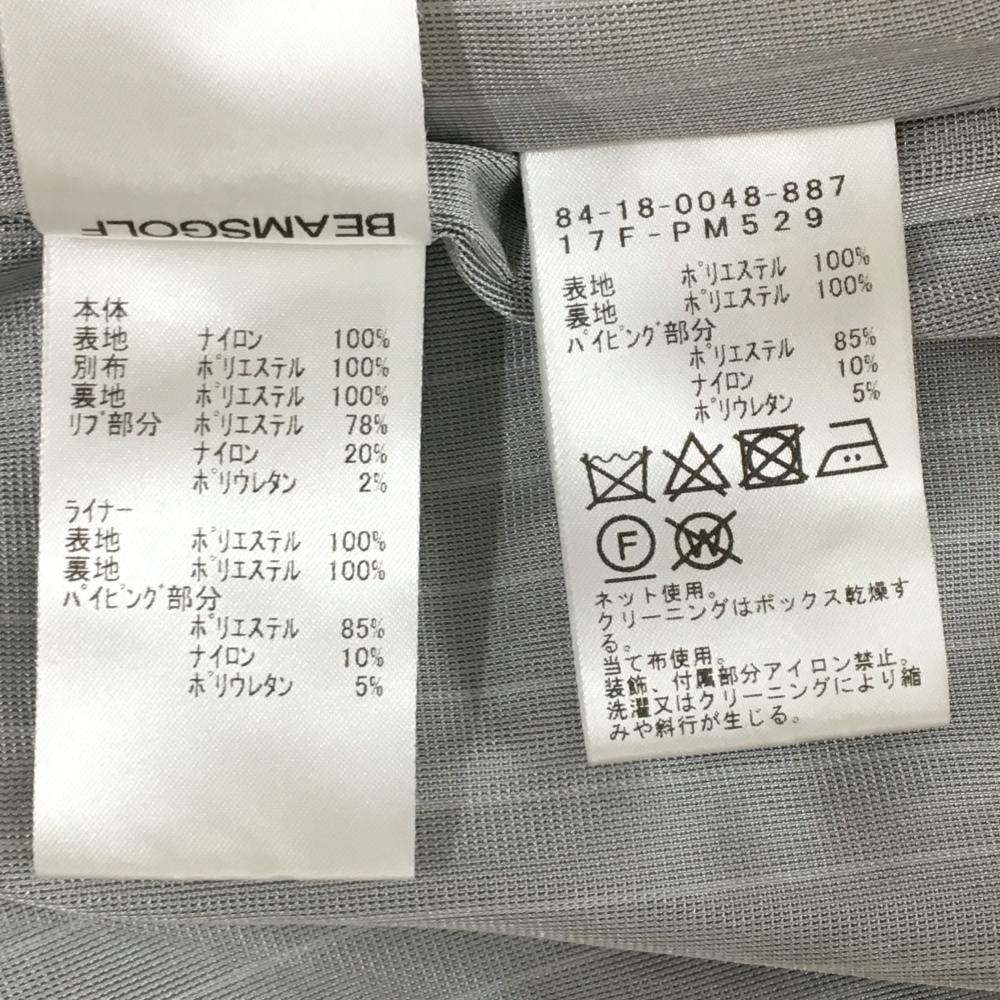 BEAMSGOLF
本体
表地 ナイロン 100%
別布 ポリエステル 100%
裏地 ポリエステル 100%
リブ部分 ポリエステル 78%
ナイロン 20%
ポリウレタン 2%
ライナー
表地 ポリエステル 100%
裏地 ポリエステル 100%
パイピング部分
ポリエステル 85%
ナイロン 10%
ポリウレタン 5%
84-18-0048-887
17F-PM529
表地 ポリエステル 100%
裏地 ポリエステル 100%
パイピング部分
ポリエステル 85%
ナイロン 10%
ポリウレタン 5%
F W
ネット使用。
クリーニングはボックス乾燥す
る。
当て布使用。
装飾、付属部分アイロン禁止。
洗濯又はクリーニングにより縮
みや斜行が生じる。